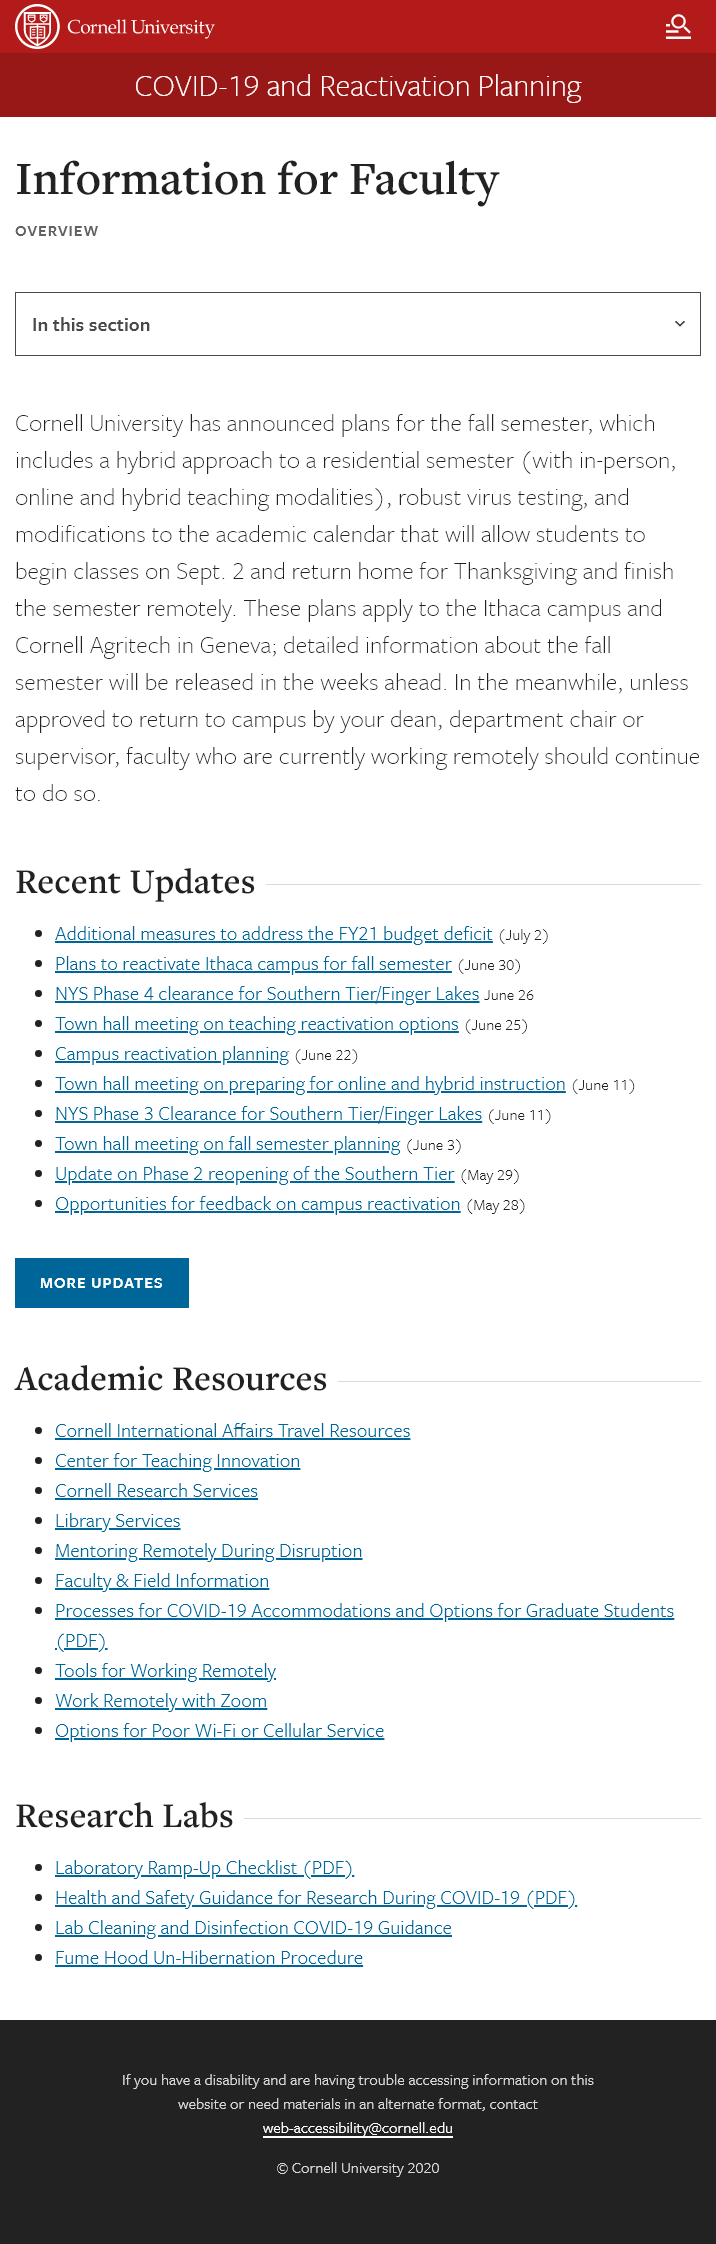 Cornell University
COVID-19 and Reactivation Planning
Information for Faculty
OVERVIEW
In this section
Cornell University has announced plans for the fall semester, which
includes a hybrid approach to a residential semester (with in-person,
online and hybrid teaching modalities), robust virus testing, and
modifications to the academic calendar that will allow students to
begin classes on Sept. 2 and return home for Thanksgiving and finish
the semester remotely. These plans apply to the Ithaca campus and
Cornell Agritech in Geneva; detailed information about the fall
semester will be released in the weeks ahead. In the meanwhile, unless
approved to return to campus by your dean, department chair or
supervisor, faculty who are currently working remotely should continue
to do so.
Recent Updates
Additional measures to address the FY21 budget deficit (July 2)
Plans to reactivate Ithaca campus for fall semester (June 30)
NYS Phase 4 clearance for Southern Tier/Finger Lakes June 26
Town hall meeting on teaching reactivation options (June 25)
Campus reactivation planning (June 22)
Town hall meeting on preparing for online and hybrid instruction (June 11)
NYS Phase 3 Clearance for Southern Tier/Finger Lakes (June 11)
Town hall meeting on fall semester planning (June 3)
Update on Phase 2 reopening of the Southern Tier (May 29)
Opportunities for feedback on campus reactivation (May 28)
MORE UPDATES
Academic Resources
Cornell International Affairs Travel Resources
Center for Teaching Innovation
Cornell Research Services
Library Services
Mentoring Remotely During Disruption
Faculty & Field Information
Processes for COVID-19 Accommodations and Options for Graduate Students
(PDF)
Tools for Working Remotely
Work Remotely with Zoom
Options for Poor Wi-Fi or Cellular Service
Research Labs
Laboratory Ramp-Up Checklist (PDF)
Health and Safety Guidance for Research During COVID-19 (PDF)
Lab Cleaning and Disinfection COVID-19 Guidance
Fume Hood Un-Hibernation Procedure
If you have a disability and are having trouble accessing information on this
website or need materials in an alternate format, contact
web-accessibility@cornell.edu
© Cornell University 2020